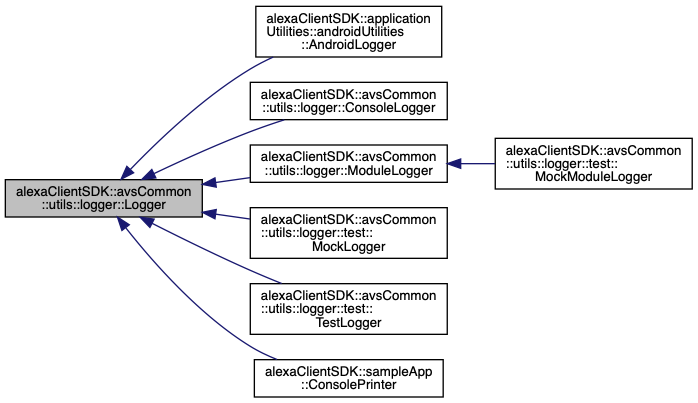 alexaClientSDK::application
Utilities::androidUtilities
::AndroidLogger
alexaClientSDK::avsCommon
::utils::logger::ConsoleLogger
alexaClientSDK::avsCommon
::utils::logger::ModuleLogger
alexaClientSDK::avsCommon
::utils::logger::test::
MockModuleLogger
alexaClientSDK::avsCommon
::utils::logger::Logger
alexaClientSDK::avsCommon
::utils::logger::test::
MockLogger
alexaClientSDK::avsCommon
::utils::logger::test::
TestLogger
alexaClientSDK::sampleApp
::ConsolePrinter